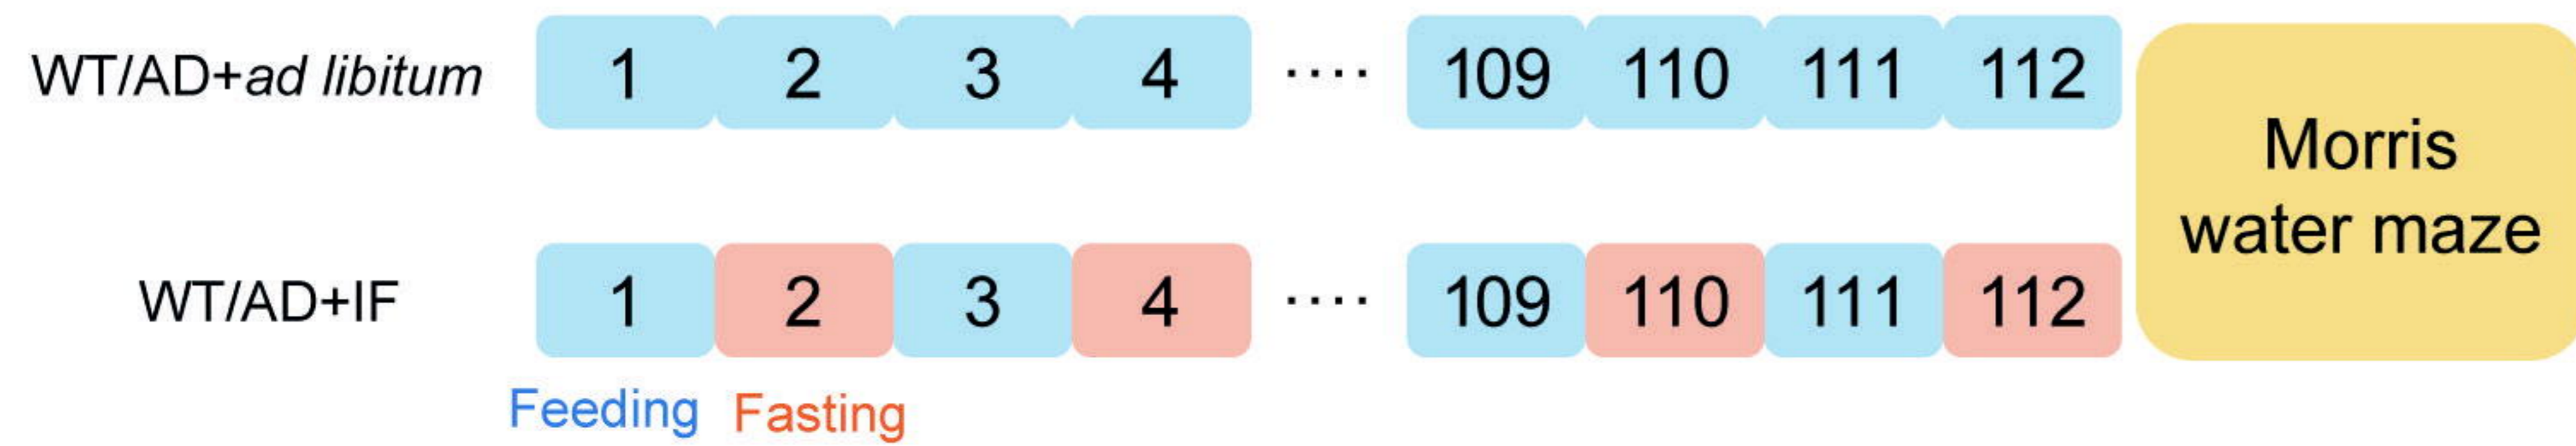 WT/AD+ad libitum 1 2 3 4 ···· 109 110 111 112
Morris
water maze
WT/AD+IF 1 2 3 4 ···· 109 110 111 112
Feeding Fasting